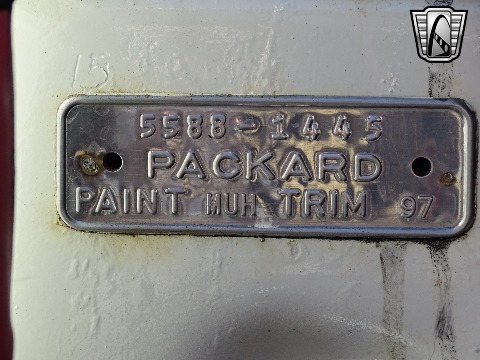 15
5588-1445
PACKARD
PAINT MUH TRIM 97